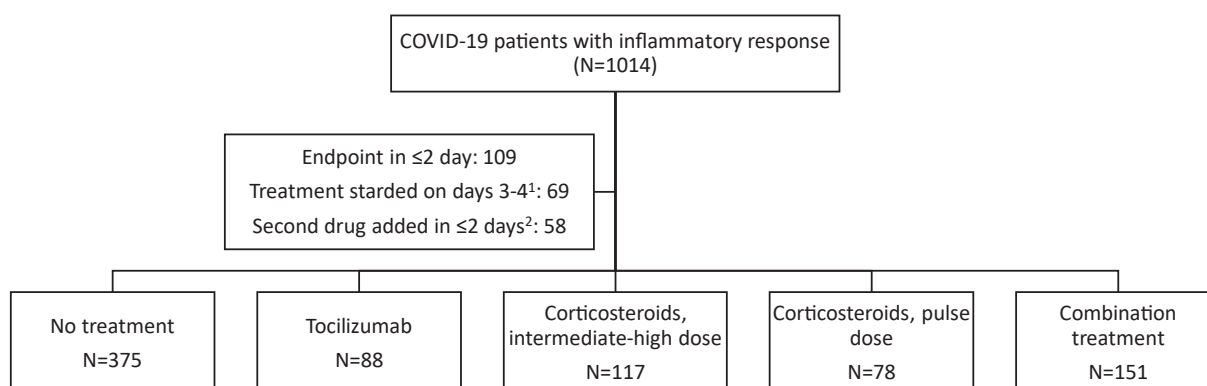 COVID-19 patients with inflammatory response
(N=1014)
Endpoint in ≤2 day: 109
Treatment starded on days 3-4¹: 69
Second drug added in ≤2 days²: 58
No treatment
N=375
Tocilizumab
N=88
Corticosteroids,
intermediate-high dose
N=117
Corticosteroids, pulse
dose
N=78
Combination
treatment
N=151